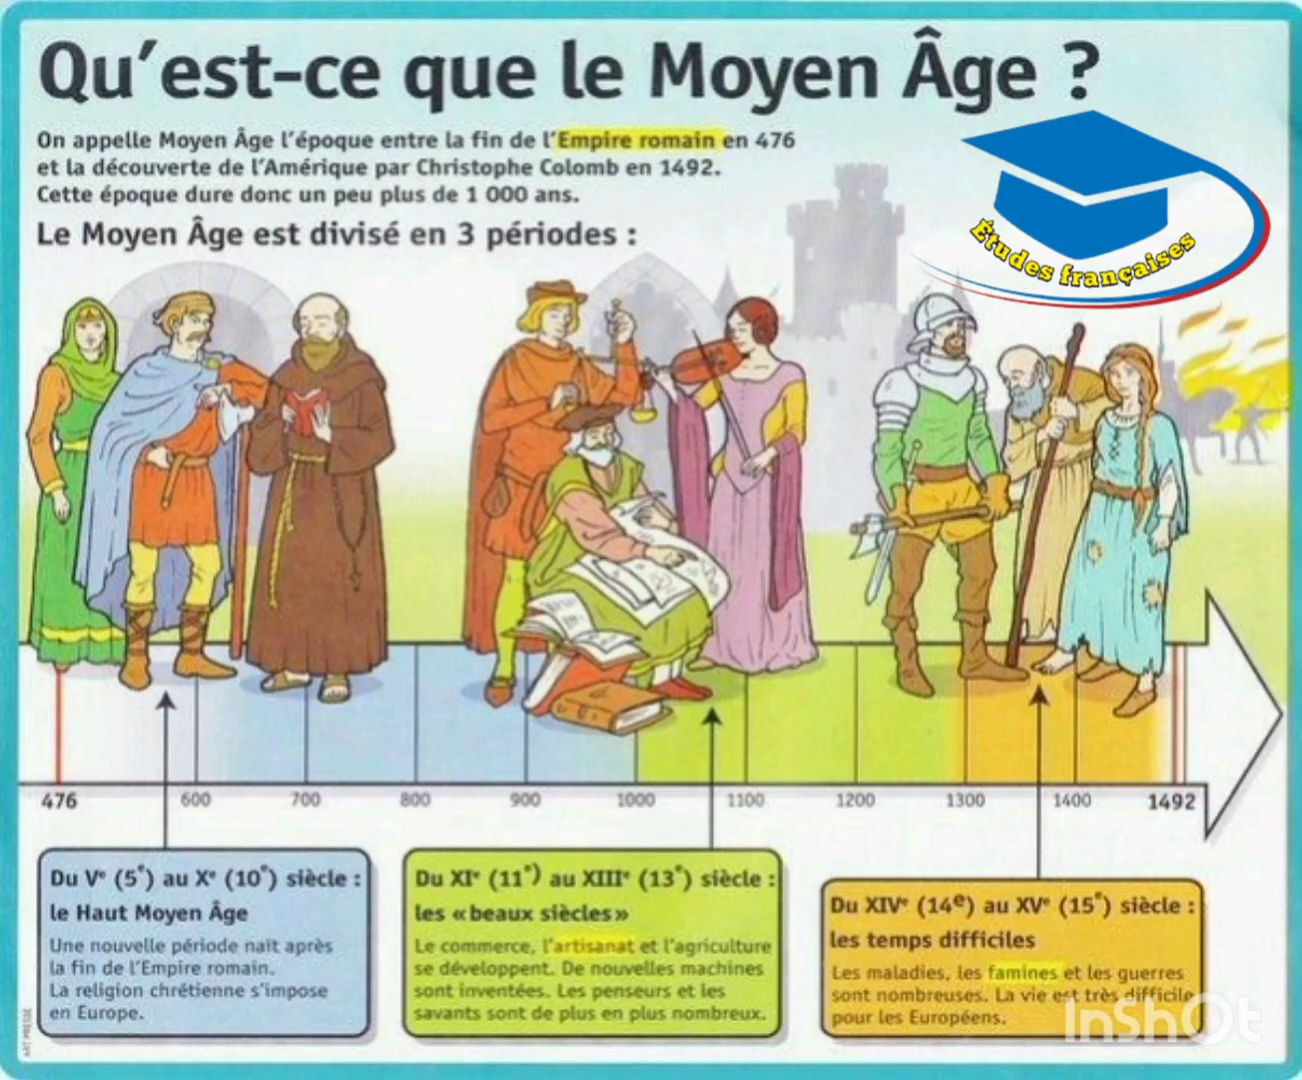 Qu'est-ce que le Moyen Âge ?
On appelle Moyen Âge l'époque entre la fin de l'Empire romain en 476
et la découverte de l'Amérique par Christophe Colomb en 1492.
Cette époque dure donc un peu plus de 1 000 ans.
Le Moyen Âge est divisé en 3 périodes :
Études françaises
476 600 700 800 900 1000 1100 1200 1300 1400 1492
Du Vᵉ (5ᵉ) au Xᵉ (10ᵉ) siècle :
le Haut Moyen Âge
Une nouvelle période naît après
la fin de l'Empire romain.
La religion chrétienne s'impose
en Europe.
Du XIᵉ (11ᵉ) au XIIIᵉ (13ᵉ) siècle :
les « beaux siècles »
Le commerce, l'artisanat et l'agriculture
se développent. De nouvelles machines
sont inventées. Les penseurs et les
savants sont de plus en plus nombreux.
Du XIVᵉ (14ᵉ) au XVᵉ (15ᵉ) siècle :
les temps difficiles
Les maladies, les famines et les guerres
sont nombreuses. La vie est très difficile
pour les Européens.
ART PRESSE
InShOt